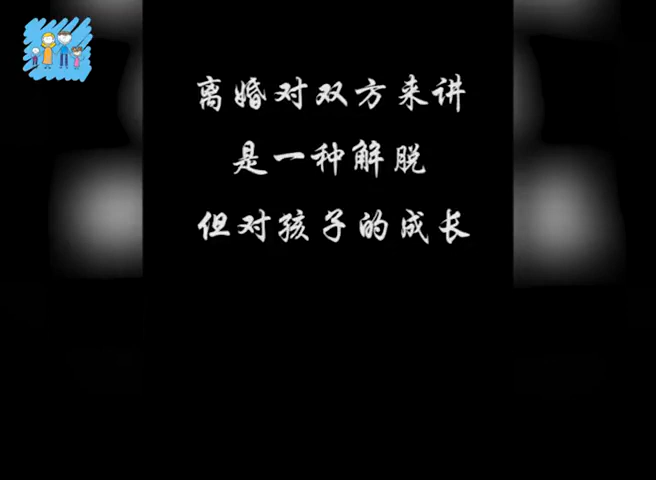 离婚对双方来讲
是一种解脱
但对孩子的成长